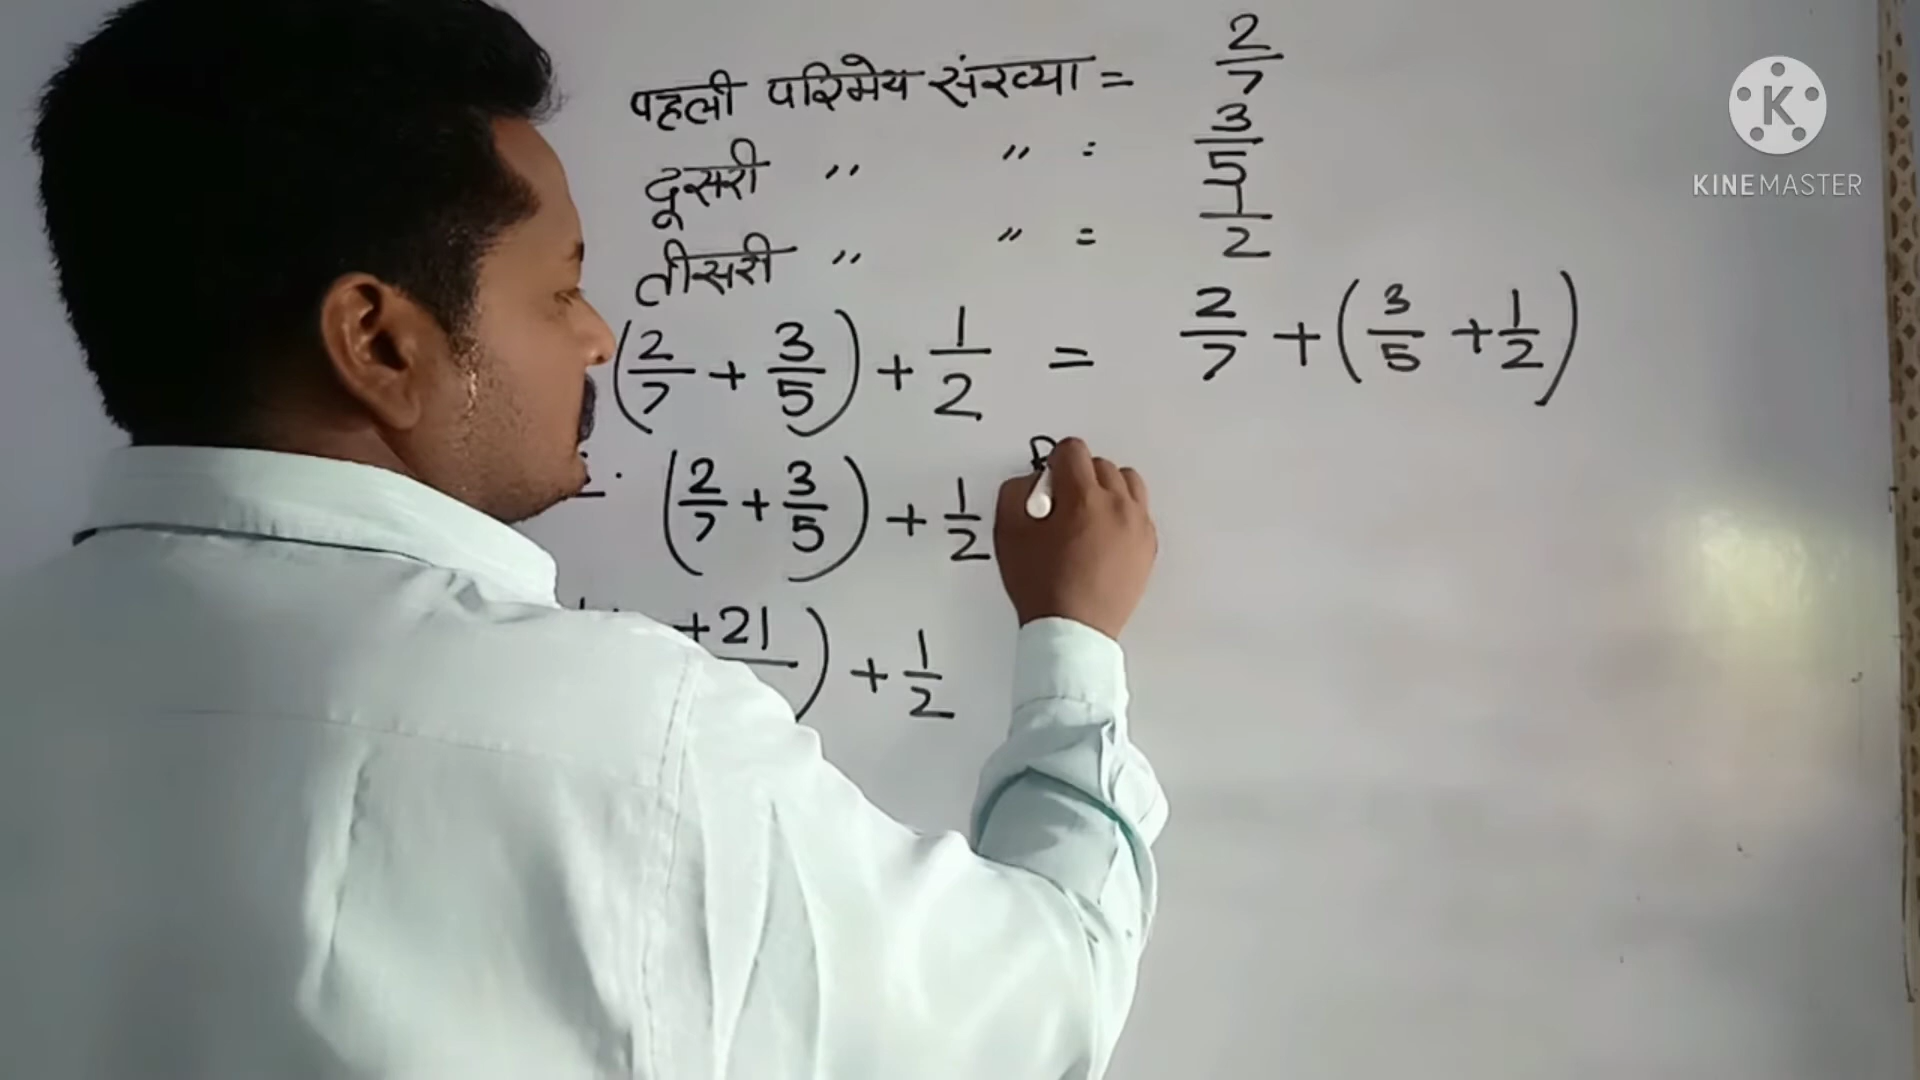 पहली परिमेय संख्या = 2/7
दूसरी " " = 3/5
तीसरी " " = 1/2
(2/7 + 3/5) + 1/2 = 2/7 + (3/5 + 1/2)
(2/7 + 3/5) + 1/2
+21) + 1/2
K
KINEMASTER